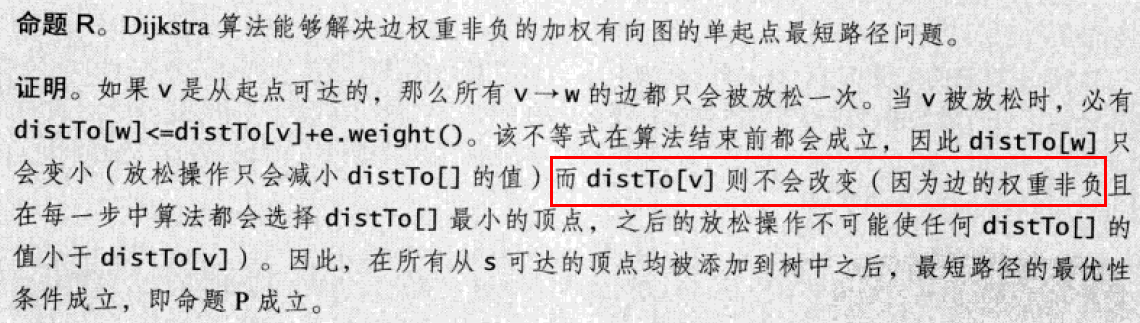 命题 R。Dijkstra 算法能够解决边权重非负的加权有向图的单起点最短路径问题。
证明。如果 v 是从起点可达的，那么所有 v→w 的边都只会被放松一次。当 v 被放松时，必有
distTo[w]<=distTo[v]+e.weight()。该不等式在算法结束前都会成立，因此 distTo[w] 只
会变小（放松操作只会减小 distTo[] 的值）而 distTo[v] 则不会改变（因为边的权重非负且
在每一步中算法都会选择 distTo[] 最小的顶点，之后的放松操作不可能使任何 distTo[] 的
值小于 distTo[v]）。因此，在所有从 s 可达的顶点均被添加到树中之后，最短路径的最优性
条件成立，即命题 P 成立。